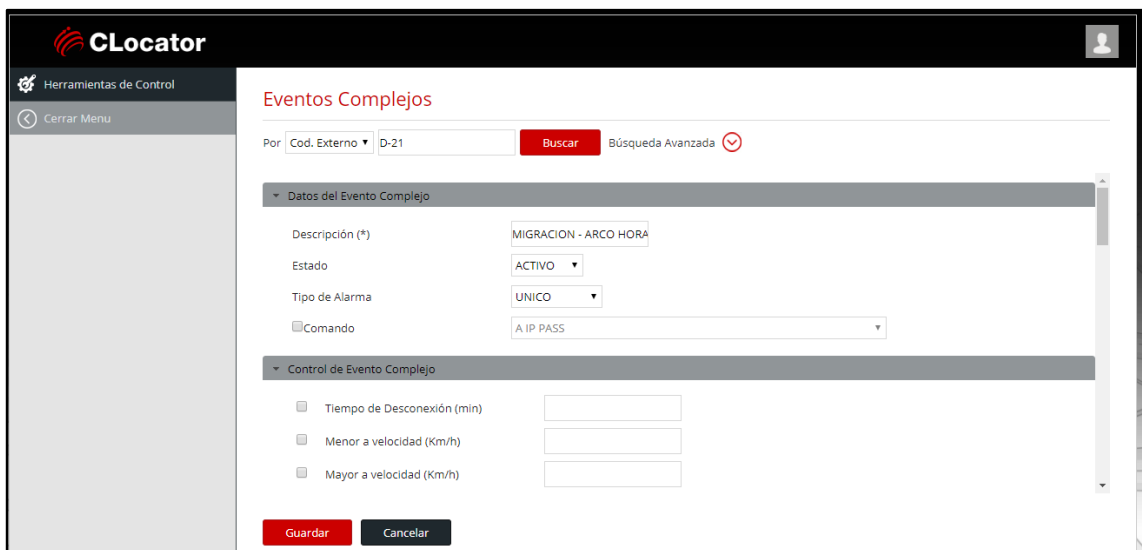 CLocator
Herramientas de Control
Cerrar Menu
Eventos Complejos
Por Cod. Externo D-21 Buscar Búsqueda Avanzada
Datos del Evento Complejo
Descripción (*) MIGRACION - ARCO HORA
Estado ACTIVO
Tipo de Alarma UNICO
Comando A IP PASS
Control de Evento Complejo
Tiempo de Desconexión (min)
Menor a velocidad (Km/h)
Mayor a velocidad (Km/h)
Guardar Cancelar